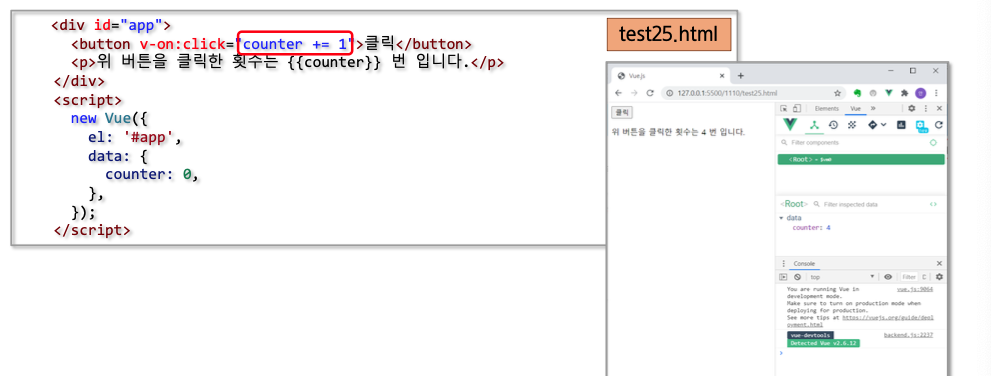 <div id="app">
<button v-on:click="counter += 1">클릭</button>
<p>위 버튼을 클릭한 횟수는 {{counter}} 번 입니다.</p>
</div>
<script>
new Vue({
el: '#app',
data: {
counter: 0,
},
});
</script>
test25.html
Vue.js
127.0.0.1:5500/1110/test25.html
클릭
위 버튼을 클릭한 횟수는 4 번 입니다.
Elements Vue
Filter components
<Root> = $vm0
<Root> Filter inspected data
data
counter: 4
Console
top Filter
You are running Vue in vue.js:9064
development mode.
Make sure to turn on production mode when
deploying for production.
See more tips at https://vuejs.org/guide/depl
oyment.html
vue-devtools backend.js:2237
Detected Vue v2.6.12